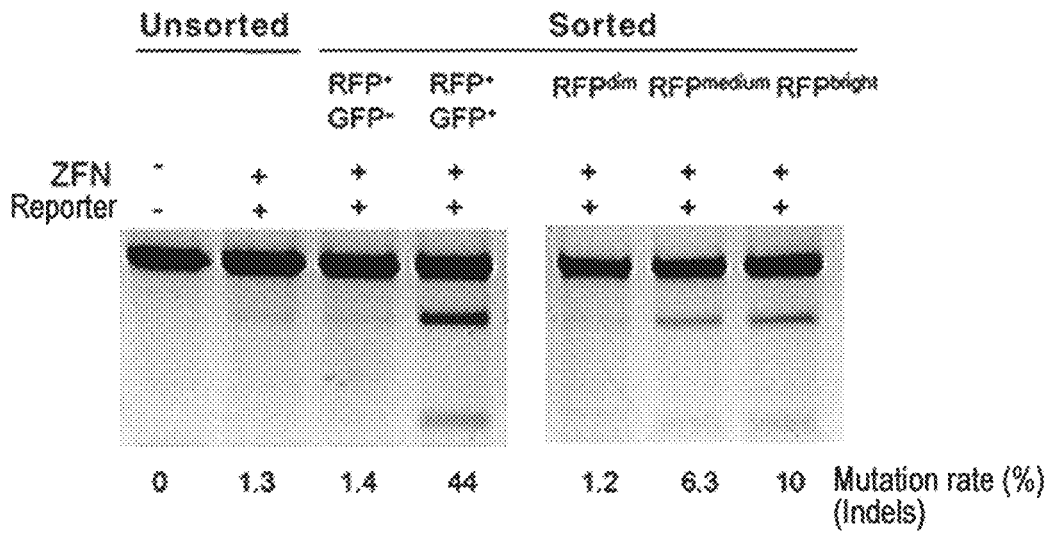 Unsorted Sorted
RFP+ RFP+ RFPdim RFPmedium RFPbright
GFP- GFP+
ZFN - + + + + + +
Reporter - + + + + + +
0 1.3 1.4 44 1.2 6.3 10 Mutation rate (%)
(Indels)